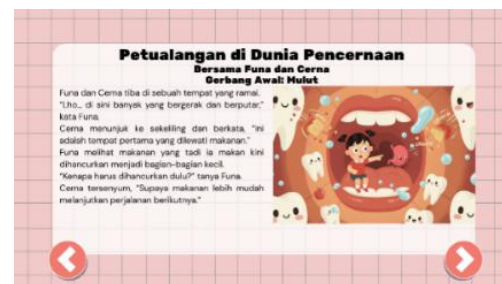 Petualangan di Dunia Pencernaan
Bersama Funa dan Cerna
Gerbang Awal: Mulut
Funa dan Cerna tiba di sebuah tempat yang ramai.
"Lho... di sini banyak yang bergerak dan berputar,"
kata Funa.
Cerna menunjuk ke sekeliling dan berkata, "Ini
adalah tempat pertama yang dilewati makanan."
Funa melihat makanan yang tadi ia makan kini
dihancurkan menjadi bagian-bagian kecil.
"Kenapa harus dihancurkan dulu?" tanya Funa.
Cerna tersenyum, "Supaya makanan lebih mudah
melanjutkan perjalanan berikutnya."